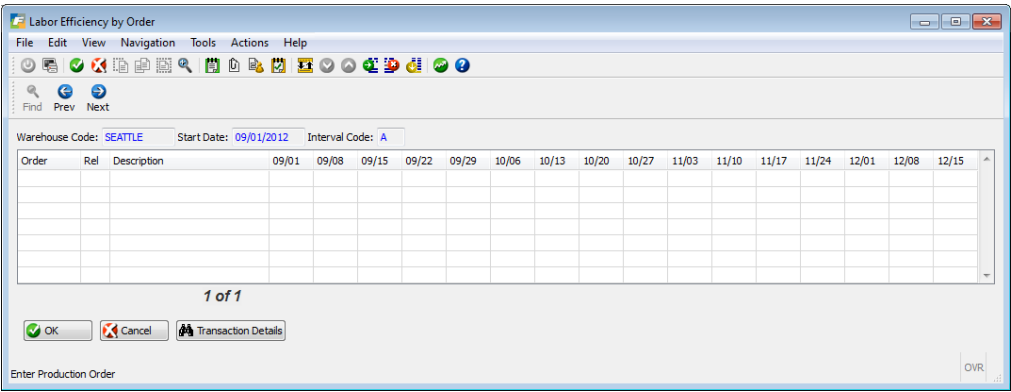 Labor Efficiency by Order
File Edit View Navigation Tools Actions Help
Find Prev Next
Warehouse Code: SEATTLE Start Date: 09/01/2012 Interval Code: A
Order Rel Description 09/01 09/08 09/15 09/22 09/29 10/06 10/13 10/20 10/27 11/03 11/10 11/17 11/24 12/01 12/08 12/15
1 of 1
OK Cancel Transaction Details
Enter Production Order OVR